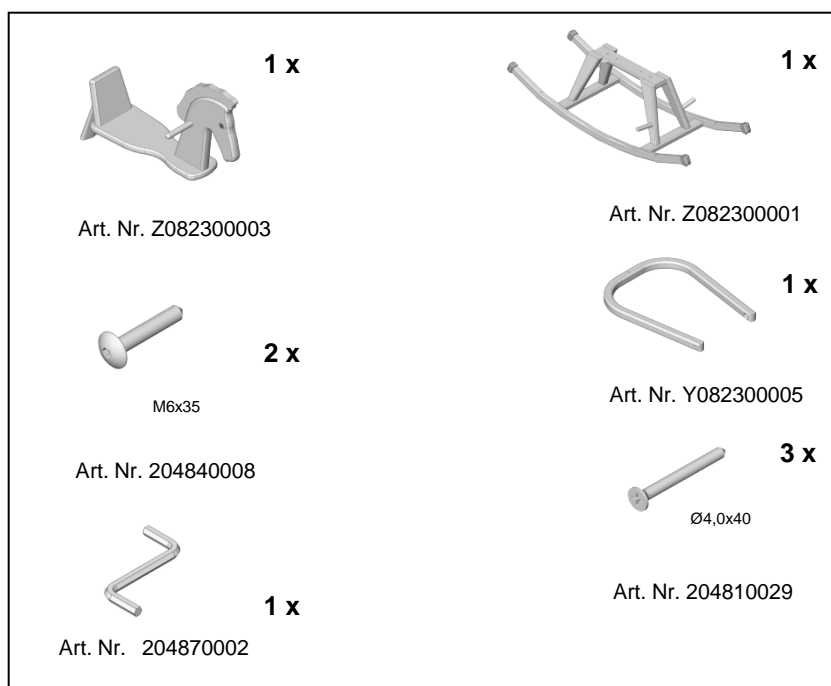 1 x
Art. Nr. Z082300003
1 x
Art. Nr. Z082300001
2 x
M6x35
Art. Nr. 204840008
1 x
Art. Nr. Y082300005
3 x
Ø4,0x40
Art. Nr. 204810029
1 x
Art. Nr. 204870002